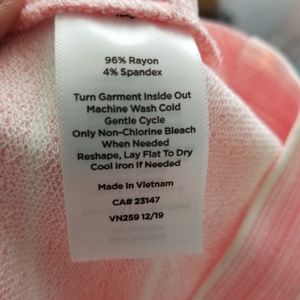 96% Rayon
4% Spandex
Turn Garment Inside Out
Machine Wash Cold
Gentle Cycle
Only Non-Chlorine Bleach
When Needed
Reshape, Lay Flat To Dry
Cool Iron If Needed
Made In Vietnam
CA# 23147
VN259 12/19